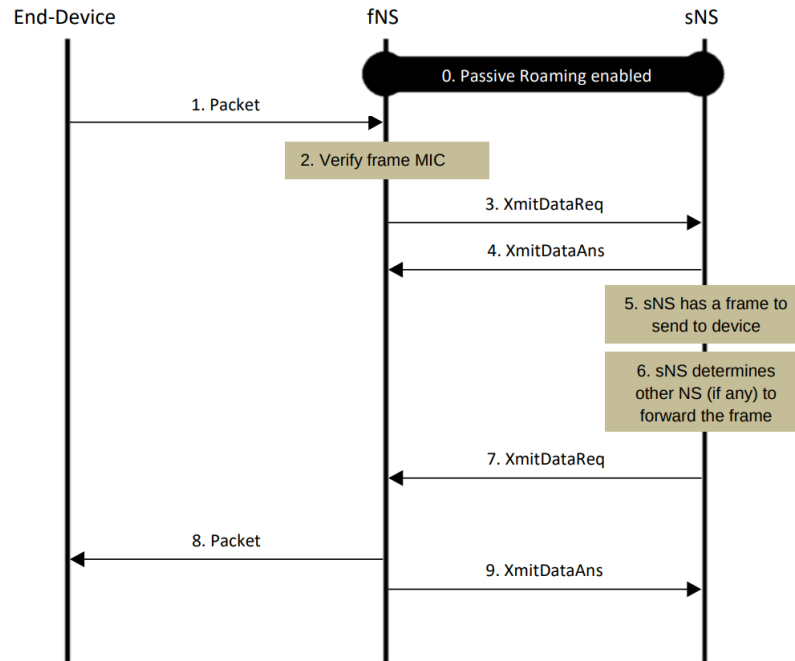 End-Device fNS sNS
0. Passive Roaming enabled
1. Packet
2. Verify frame MIC
3. XmitDataReq
4. XmitDataAns
5. sNS has a frame to
send to device
6. sNS determines
other NS (if any) to
forward the frame
7. XmitDataReq
8. Packet
9. XmitDataAns